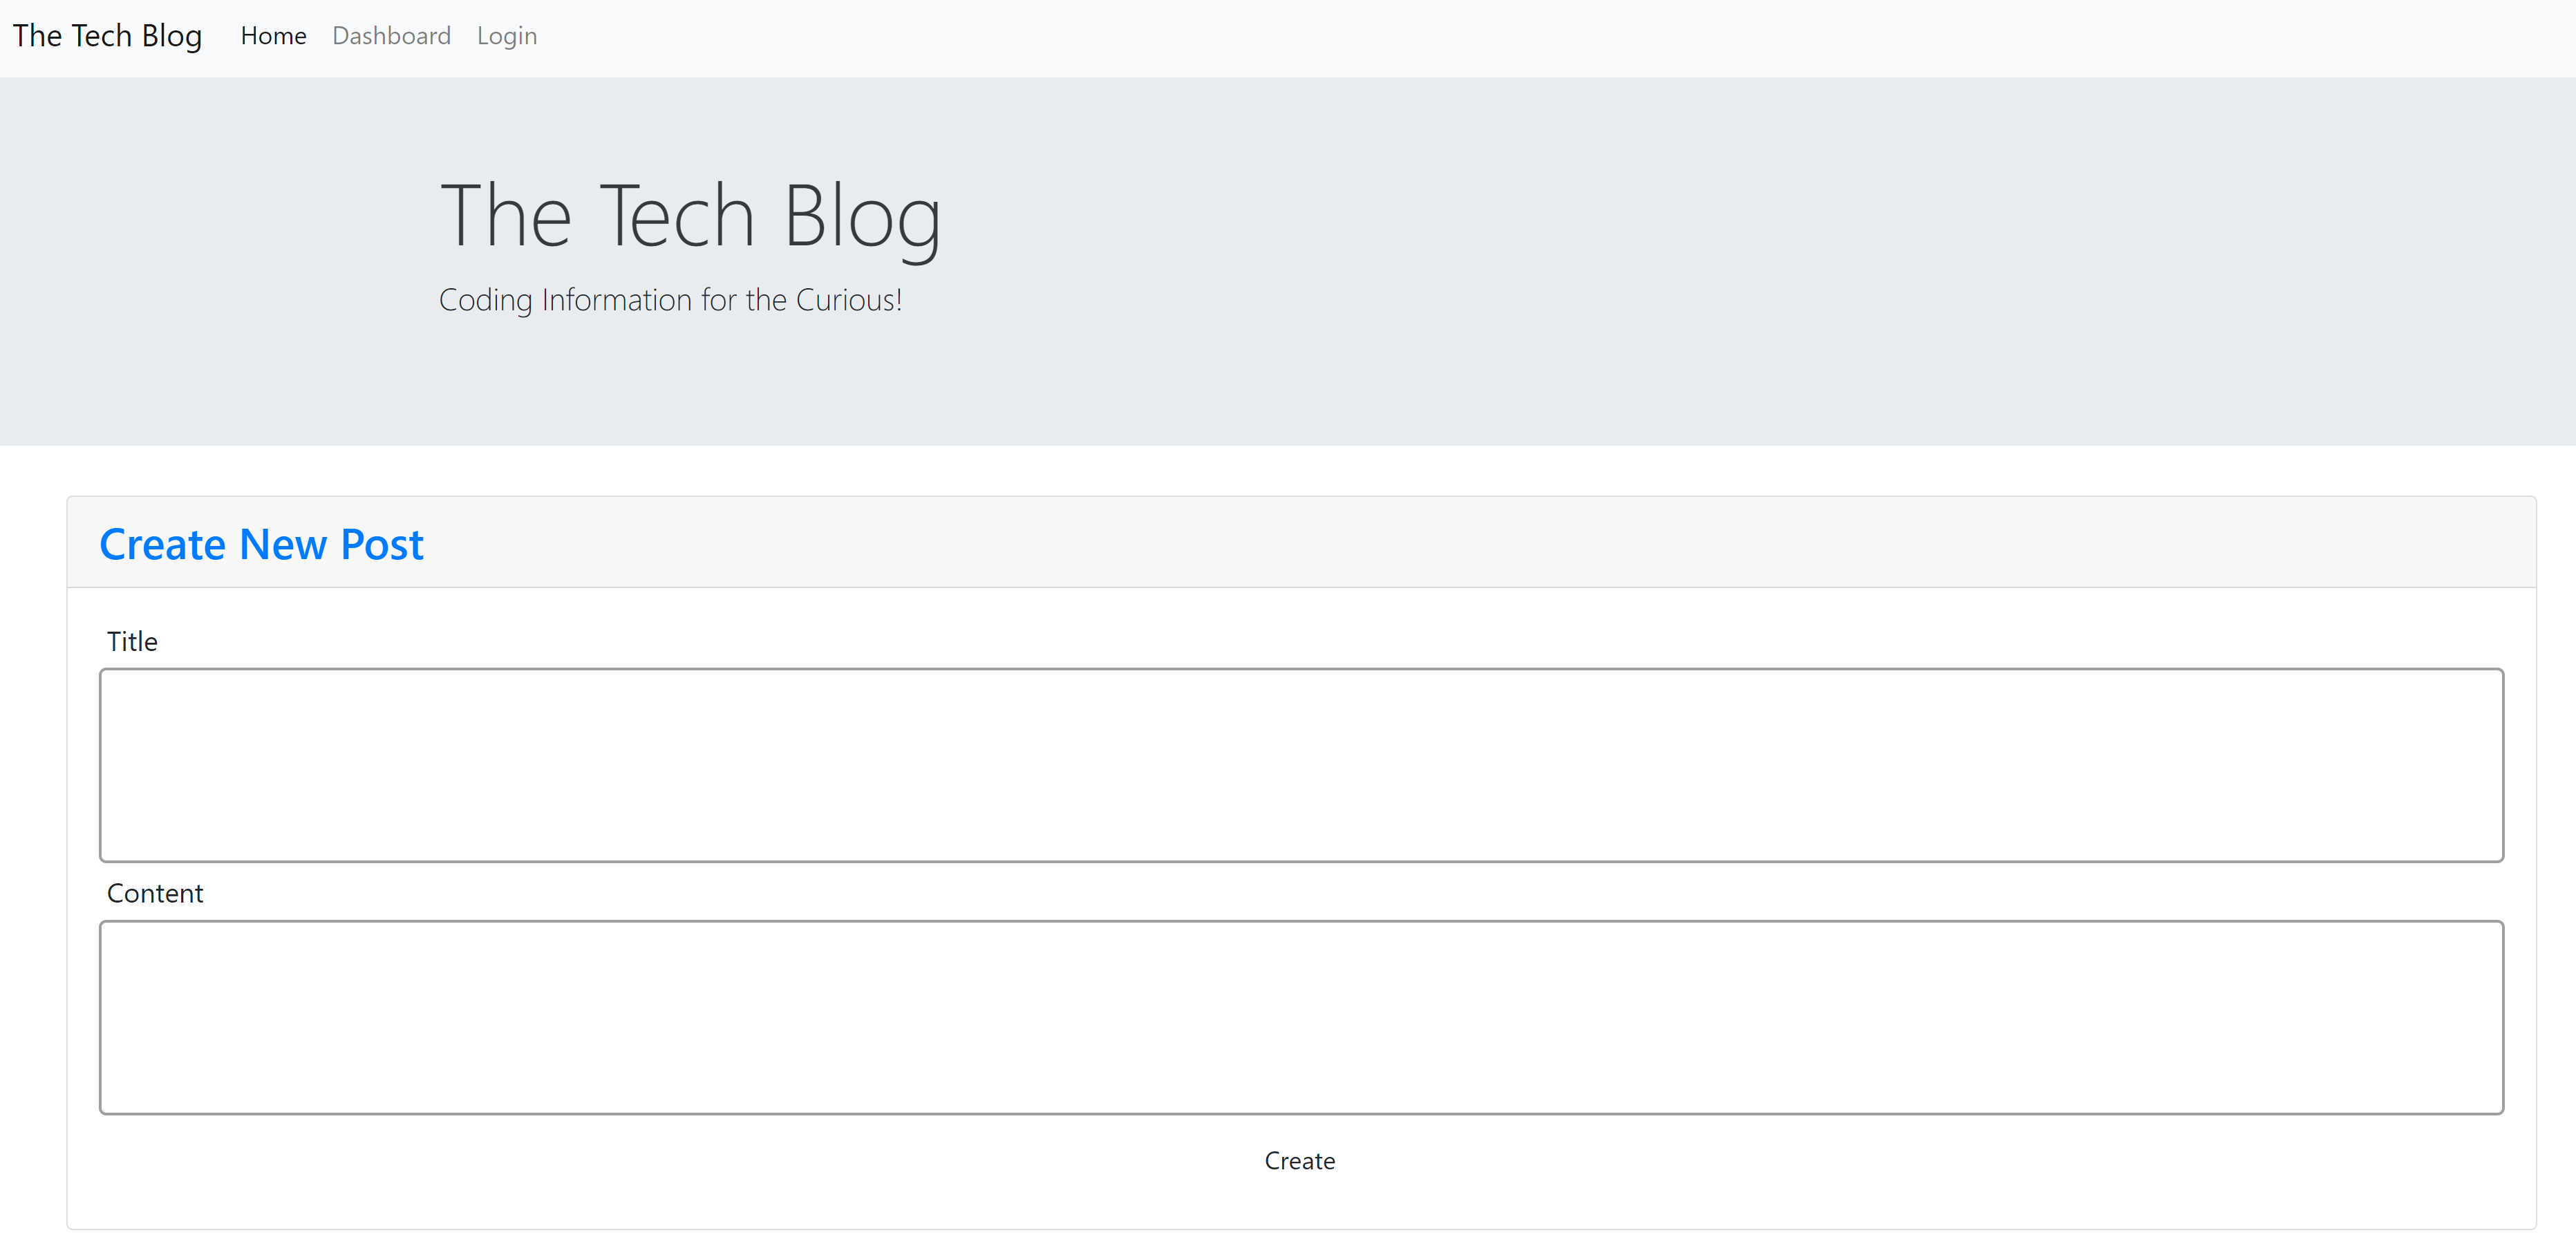 The Tech Blog Home Dashboard Login
The Tech Blog
Coding Information for the Curious!
Create New Post
Title
Content
Create